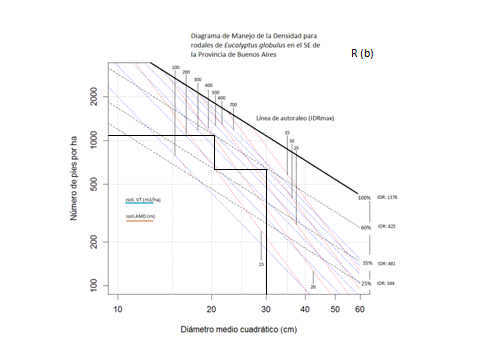 Diagrama de Manejo de la Densidad para
rodales de Eucalyptus globulus en el SE de
la Provincia de Buenos Aires
R (b)
100
200
300
400
500
600
700
Línea de autoraleo (IDRmax)
35
30
25
2000
1000
500
200
100
Número de pies por ha
isol. VT (m3/ha)
isol.AMD (m)
100% IDR: 1376
60% IDR: 825
35% IDR: 481
25% IDR: 344
15
20
10 20 30 40 50 60
Diámetro medio cuadrático (cm)